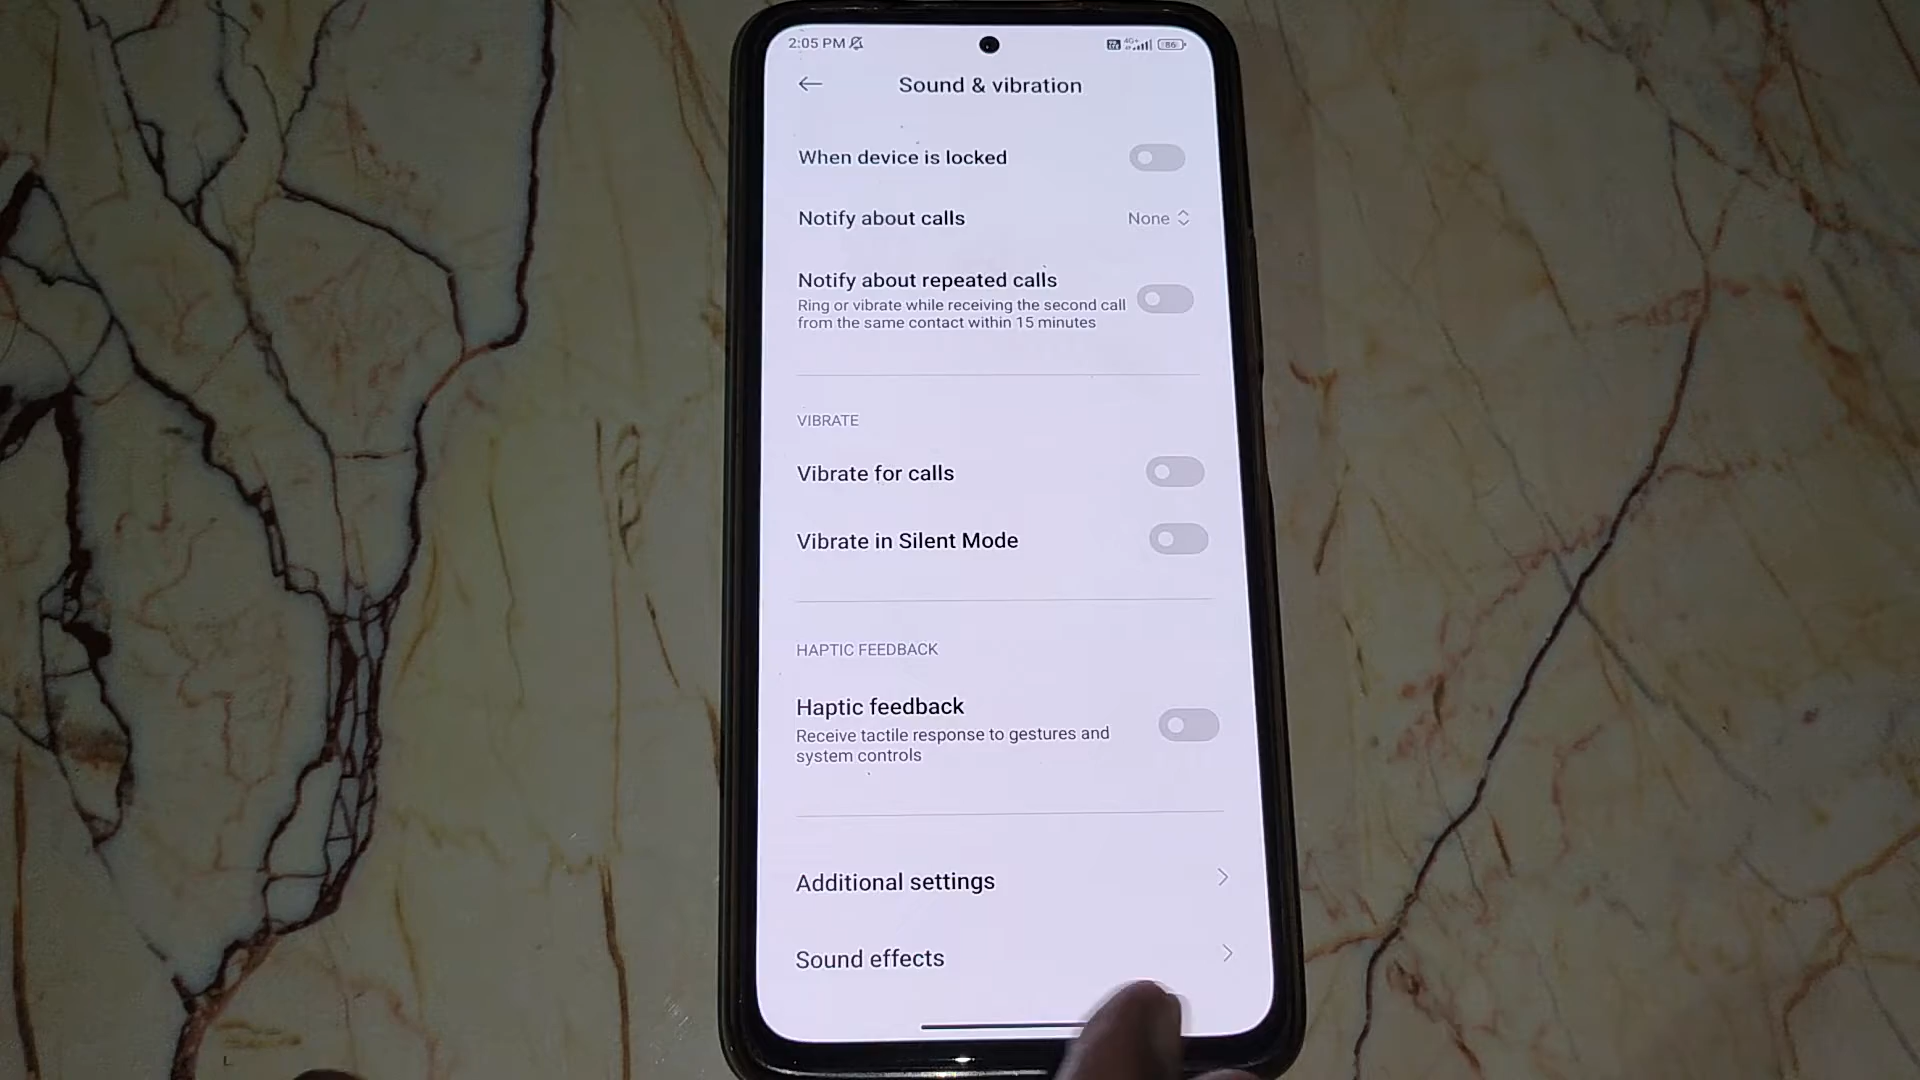 2:05 PM
4G+
86
Sound & vibration
When device is locked
Notify about calls
None
Notify about repeated calls
Ring or vibrate while receiving the second call
from the same contact within 15 minutes
VIBRATE
Vibrate for calls
Vibrate in Silent Mode
HAPTIC FEEDBACK
Haptic feedback
Receive tactile response to gestures and
system controls
Additional settings
Sound effects